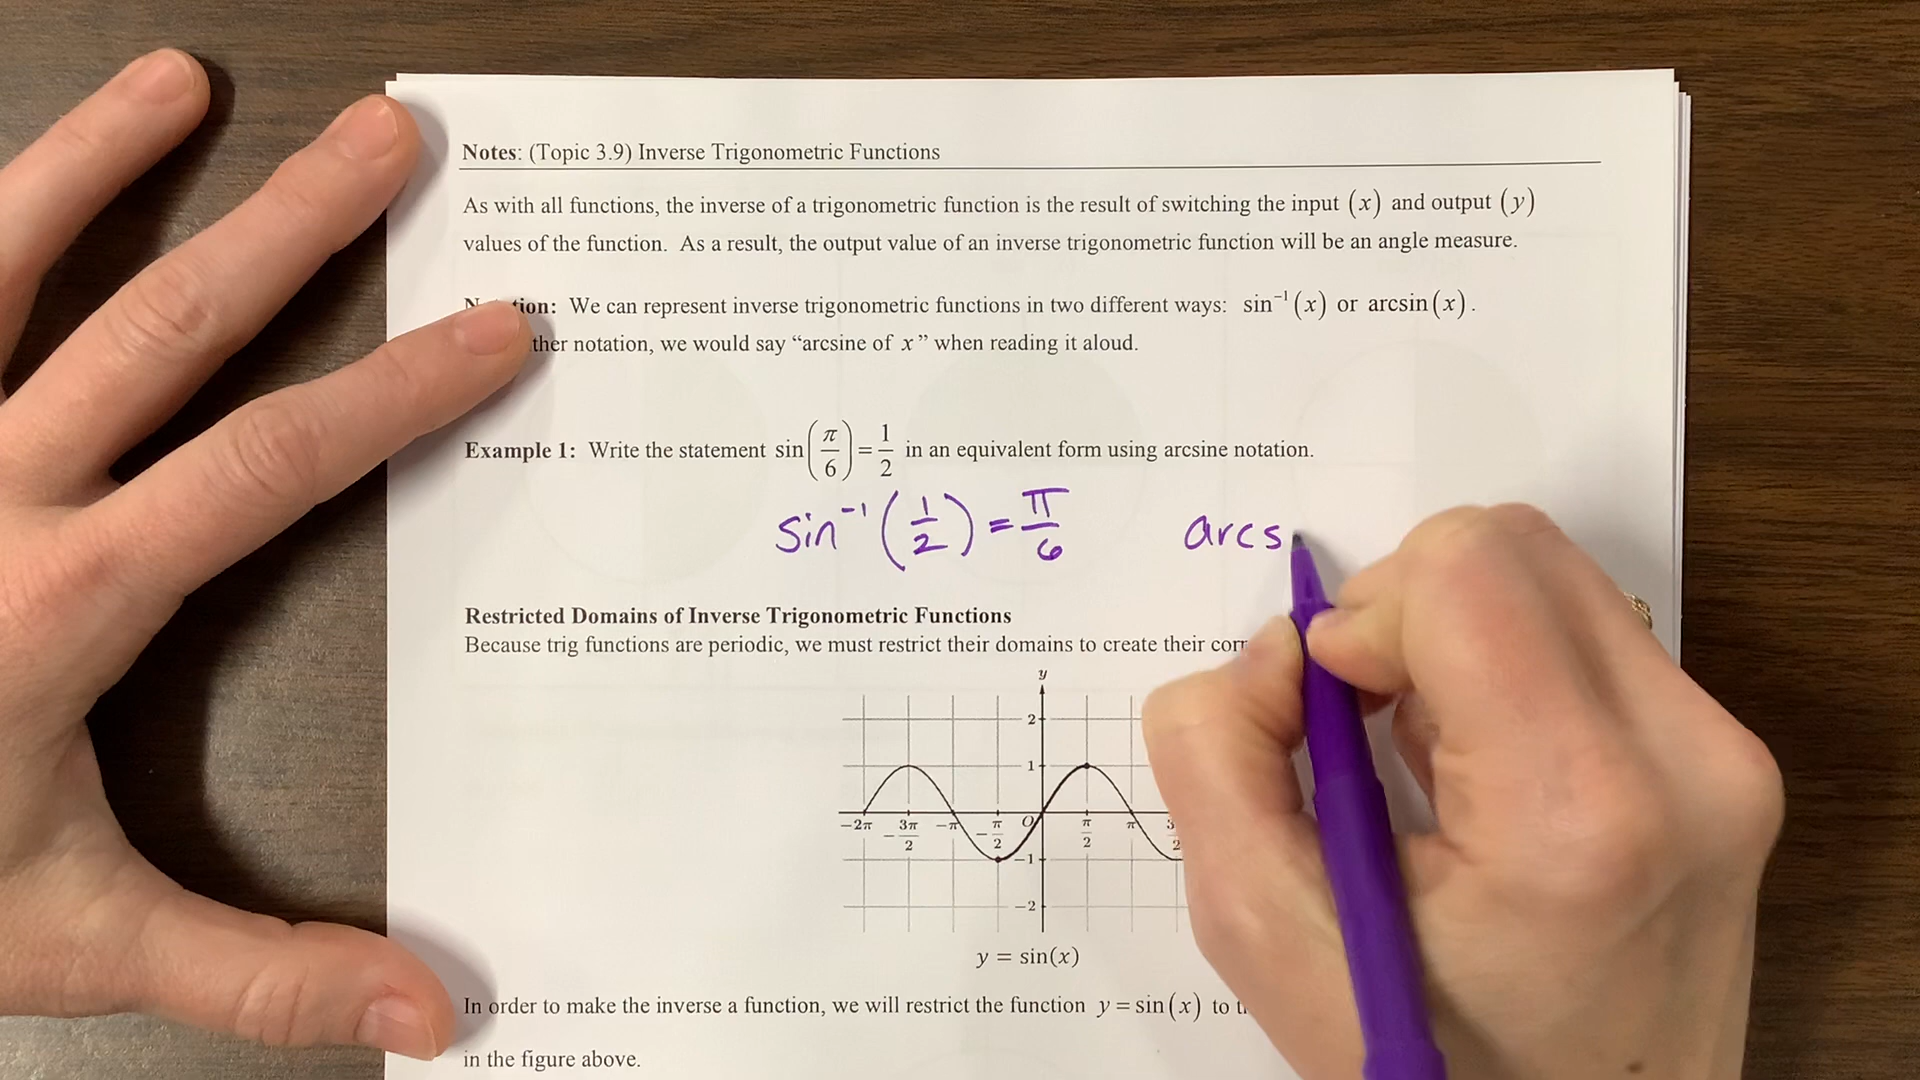 Notes: (Topic 3.9) Inverse Trigonometric Functions
As with all functions, the inverse of a trigonometric function is the result of switching the input (x) and output (y)
values of the function. As a result, the output value of an inverse trigonometric function will be an angle measure.
We can represent inverse trigonometric functions in two different ways: sin⁻¹(x) or arcsin(x).
notation, we would say “arcsine of x” when reading it aloud.
Example 1: Write the statement sin(π/6) = 1/2 in an equivalent form using arcsine notation.
sin⁻¹(1/2) = π/6 arcs
Restricted Domains of Inverse Trigonometric Functions
Because trig functions are periodic, we must restrict their domains to create their
y
2
1
−2π −3π/2 −π −π/2 O π/2 π
−1
−2
y = sin(x)
In order to make the inverse a function, we will restrict the function y = sin(x) to
in the figure above.